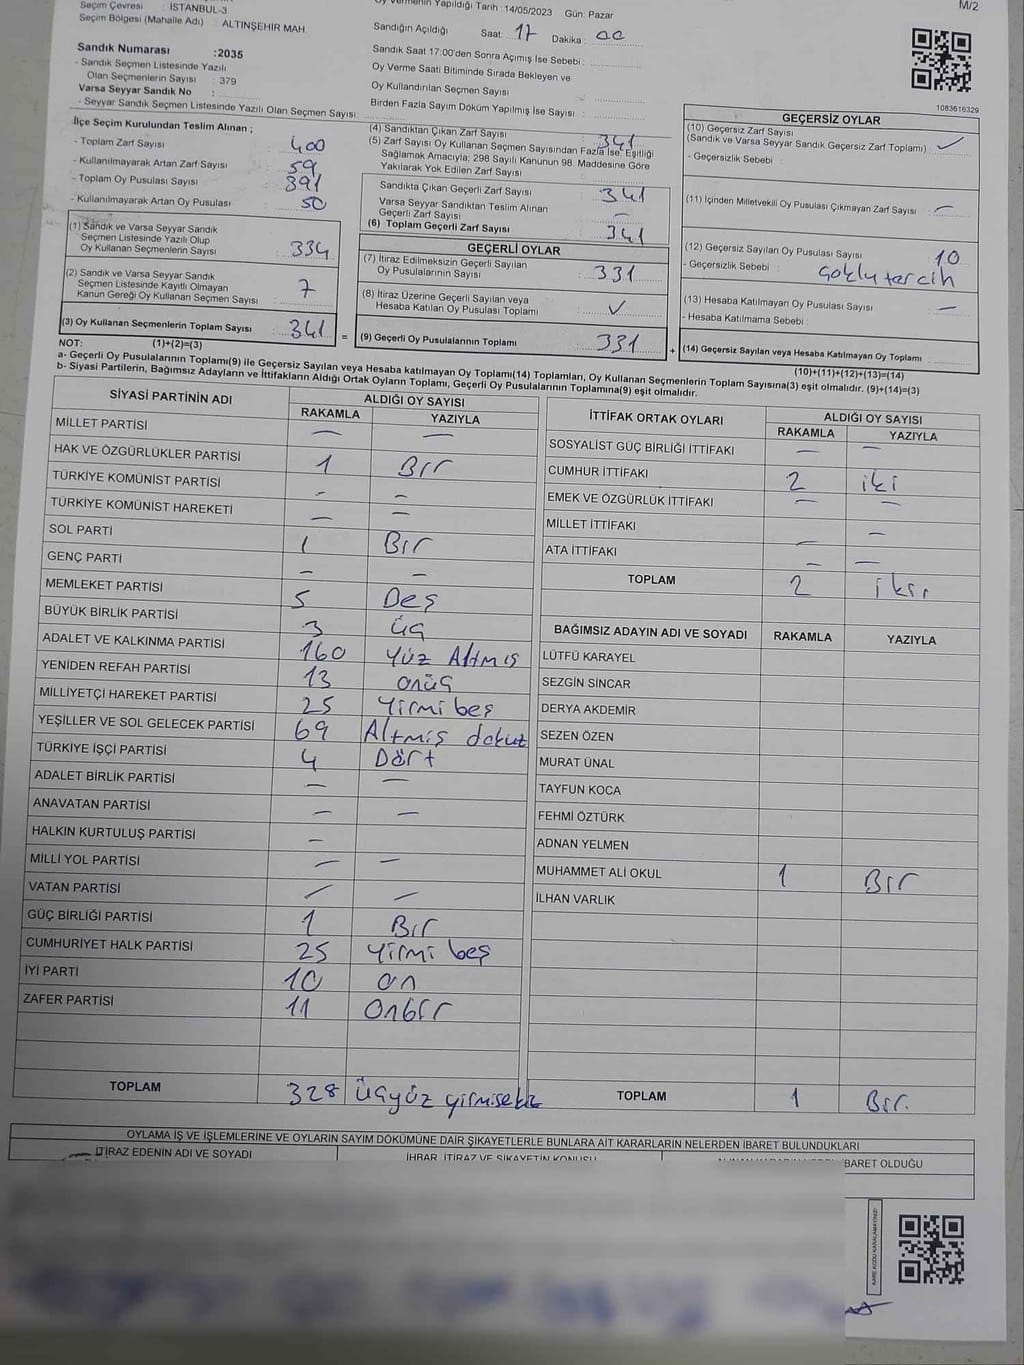 Seçim Çevresi : İSTANBUL-3
Seçim Bölgesi (Mahalle Adı) : ALTINŞEHİR MAH.
Sandık Numarası :2035
- Sandık Seçmen Listesinde Yazılı
Olan Seçmenlerin Sayısı : 379
Varsa Seyyar Sandık No :
- Seyyar Sandık Seçmen Listesinde Yazılı Olan Seçmen Sayısı :
Oy Vermenin Yapıldığı Tarih :14/05/2023 Gün: Pazar
M/2
Sandığın Açıldığı Saat: 17 Dakika : 00
Sandık Saat 17:00'den Sonra Açımış İse Sebebi :
Oy Verme Saati Bitiminde Sırada Bekleyen ve
Oy Kullandırılan Seçmen Sayısı :
Birden Fazla Sayım Döküm Yapılmış İse Sayısı :
1083616329
İlçe Seçim Kurulundan Teslim Alınan ;
- Toplam Zarf Sayısı : 400
- Kullanılmayarak Artan Zarf Sayısı : 59
- Toplam Oy Pusulası Sayısı : 391
- Kullanılmayarak Artan Oy Pusulası : 50
(1) Sandık ve Varsa Seyyar Sandık
Seçmen Listesinde Yazılı Olup
Oy Kullanan Seçmenlerin Sayısı : 334
(2) Sandık ve Varsa Seyyar Sandık
Seçmen Listesinde Kayıtlı Olmayan
Kanun Gereği Oy Kullanan Seçmen Sayısı : 7
(3) Oy Kullanan Seçmenlerin Toplam Sayısı : 341 =
(4) Sandıktan Çıkan Zarf Sayısı : 341
(5) Zarf Sayısı Oy Kullanan Seçmen Sayısından Fazla İse, Eşitliği
Sağlamak Amacıyla; 298 Sayılı Kanunun 98. Maddesine Göre
Yakılarak Yok Edilen Zarf Sayısı :
Sandıkta Çıkan Geçerli Zarf Sayısı : 341
Varsa Seyyar Sandıktan Teslim Alınan
Geçerli Zarf Sayısı : —
(6) Toplam Geçerli Zarf Sayısı : 341
GEÇERLİ OYLAR
(7) İtiraz Edilmeksizin Geçerli Sayılan
Oy Pusulalarının Sayısı : 331
(8) İtiraz Üzerine Geçerli Sayılan veya
Hesaba Katılan Oy Pusulası Toplamı : ✓
(9) Geçerli Oy Pusulalarının Toplamı : 331 +
GEÇERSİZ OYLAR
(10) Geçersiz Zarf Sayısı
(Sandık ve Varsa Seyyar Sandık Geçersiz Zarf Toplamı) : ✓
- Geçersizlik Sebebi :
(11) İçinden Milletvekili Oy Pusulası Çıkmayan Zarf Sayısı : —
(12) Geçersiz Sayılan Oy Pusulası Sayısı : 10
- Geçersizlik Sebebi : Çoklu tercih
(13) Hesaba Katılmayan Oy Pusulası Sayısı : —
- Hesaba Katılmama Sebebi :
(14) Geçersiz Sayılan veya Hesaba Katılmayan Oy Toplamı :
NOT: (1)+(2)=(3)
(10)+(11)+(12)+(13)=(14)
a- Geçerli Oy Pusulalarının Toplamı(9) ile Geçersiz Sayılan veya Hesaba katılmayan Oy Toplamı(14) Toplamları, Oy Kullanan Seçmenlerin Toplam Sayısına(3) eşit olmalıdır. (9)+(14)=(3)
b- Siyasi Partilerin, Bağımsız Adayların ve İttifakların Aldığı Ortak Oyların Toplamı, Geçerli Oy Pusulalarının Toplamına(9) eşit olmalıdır.
SİYASİ PARTİNİN ADI ALDIĞI OY SAYISI
RAKAMLA YAZIYLA
MİLLET PARTİSİ — —
HAK VE ÖZGÜRLÜKLER PARTİSİ 1 Bir
TÜRKİYE KOMÜNİST PARTİSİ — —
TÜRKİYE KOMÜNİST HAREKETİ — —
SOL PARTİ 1 Bir
GENÇ PARTİ — —
MEMLEKET PARTİSİ 5 Beş
BÜYÜK BİRLİK PARTİSİ 3 üç
ADALET VE KALKINMA PARTİSİ 160 Yüz Altmış
YENİDEN REFAH PARTİSİ 13 onüç
MİLLİYETÇİ HAREKET PARTİSİ 25 Yirmi beş
YEŞİLLER VE SOL GELECEK PARTİSİ 69 Altmış dokuz
TÜRKİYE İŞÇİ PARTİSİ 4 Dört
ADALET BİRLİK PARTİSİ — —
ANAVATAN PARTİSİ — —
HALKIN KURTULUŞ PARTİSİ —
MİLLİ YOL PARTİSİ — —
VATAN PARTİSİ — —
GÜÇ BİRLİĞİ PARTİSİ 1 Bir
CUMHURİYET HALK PARTİSİ 25 Yirmi beş
İYİ PARTİ 10 on
ZAFER PARTİSİ 11 Onbir
TOPLAM 328 üçyüz yirmisekiz
İTTİFAK ORTAK OYLARI ALDIĞI OY SAYISI
RAKAMLA YAZIYLA
SOSYALİST GÜÇ BİRLİĞİ İTTİFAKI — —
CUMHUR İTTİFAKI 2 iki
EMEK VE ÖZGÜRLÜK İTTİFAKI — —
MİLLET İTTİFAKI — —
ATA İTTİFAKI — —
TOPLAM 2
BAĞIMSIZ ADAYIN ADI VE SOYADI RAKAMLA YAZIYLA
LÜTFÜ KARAYEL
SEZGİN SİNCAR
DERYA AKDEMİR
SEZEN ÖZEN
MURAT ÜNAL
TAYFUN KOCA
FEHMİ ÖZTÜRK
ADNAN YELMEN
MUHAMMET ALİ OKUL 1 Bir
İLHAN VARLIK
TOPLAM 1 Bir.
OYLAMA İŞ VE İŞLEMLERİNE VE OYLARIN SAYIM DÖKÜMÜNE DAİR ŞİKAYETLERLE BUNLARA AİT KARARLARIN NELERDEN İBARET BULUNDUKLARI
İTİRAZ EDENİN ADI VE SOYADI İHBAR, İTİRAZ VE ŞİKAYETİN KONUSU İBARET OLDUĞU
KARE KODU KARALAMAYINIZ!